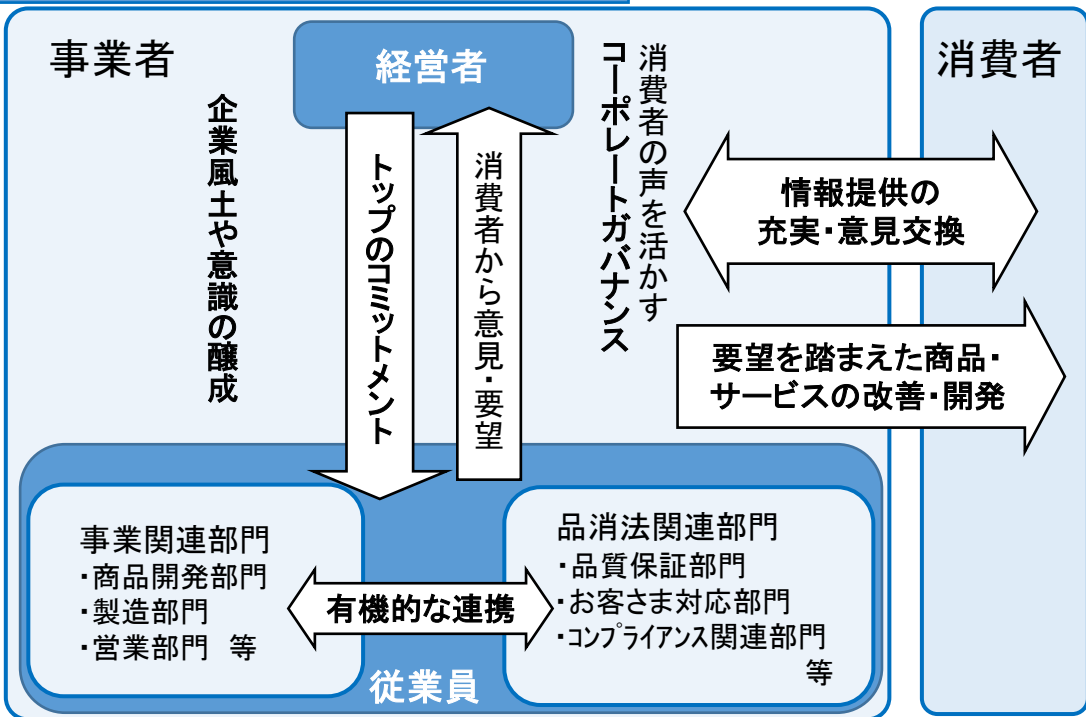 事業者
経営者
消費者
企業風土や意識の醸成
トップのコミットメント
消費者から意見・要望
消費者の声を活かす
コーポレートガバナンス
情報提供の
充実・意見交換
要望を踏まえた商品・
サービスの改善・開発
事業関連部門
・商品開発部門
・製造部門
・営業部門 等
有機的な連携
品消法関連部門
・品質保証部門
・お客さま対応部門
・コンプライアンス関連部門
等
従業員